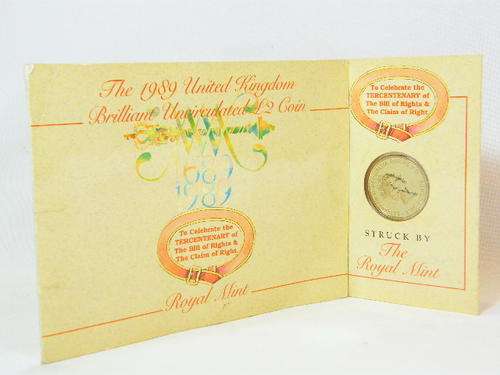 The 1989 United Kingdom
Brilliant Uncirculated £2 Coin
1689
1989
To Celebrate the
TERCENTENARY of
The Bill of Rights &
The Claim of Right.
Royal Mint
To Celebrate the
TERCENTENARY of
The Bill of Rights &
The Claim of Right.
STRUCK BY
The
Royal Mint